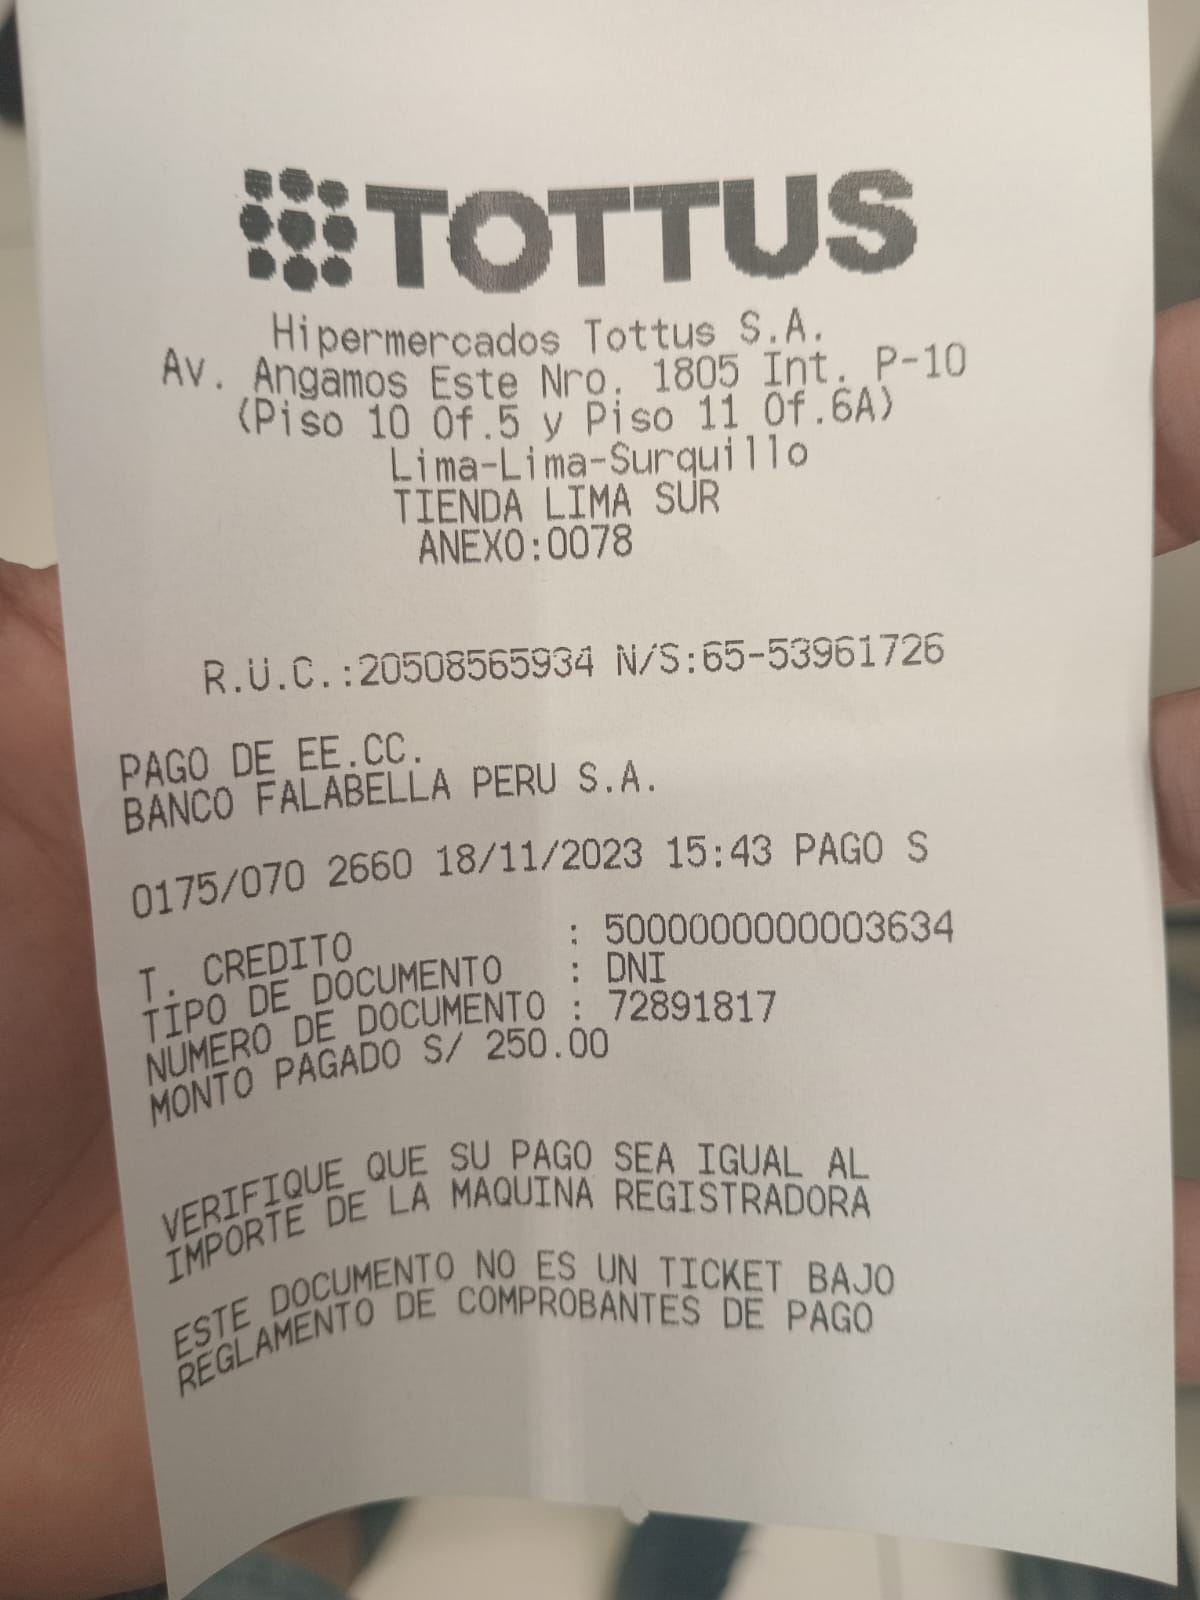 TOTTUS
Hipermercados Tottus S.A.
Av. Angamos Este Nro. 1805 Int. P-10
(Piso 10 Of.5 y Piso 11 Of.6A)
Lima-Lima-Surquillo
TIENDA LIMA SUR
ANEXO:0078
R.U.C.:20508565934 N/S:65-53961726
PAGO DE EE.CC.
BANCO FALABELLA PERU S.A.
0175/070 2660 18/11/2023 15:43 PAGO S
T. CREDITO : 5000000000003634
TIPO DE DOCUMENTO : DNI
NUMERO DE DOCUMENTO : 72891817
MONTO PAGADO S/ 250.00
VERIFIQUE QUE SU PAGO SEA IGUAL AL
IMPORTE DE LA MAQUINA REGISTRADORA
ESTE DOCUMENTO NO ES UN TICKET BAJO
REGLAMENTO DE COMPROBANTES DE PAGO